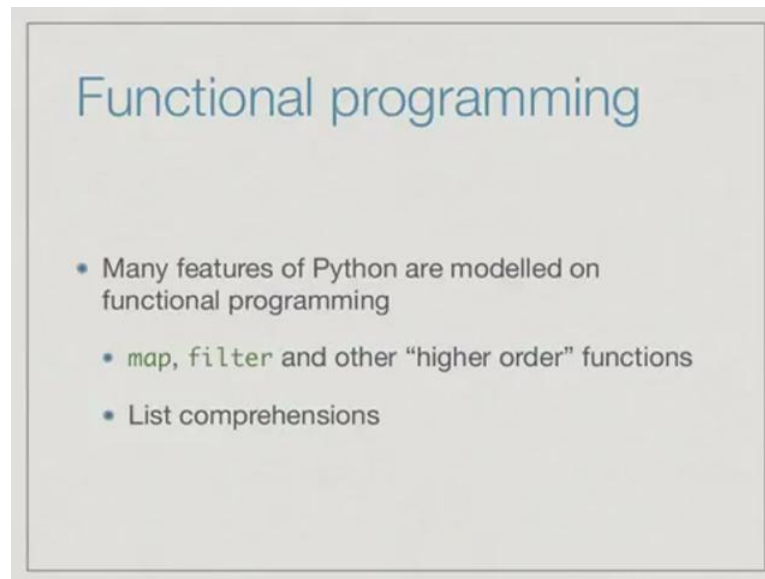 Functional programming
• Many features of Python are modelled on
functional programming
• map, filter and other “higher order” functions
• List comprehensions